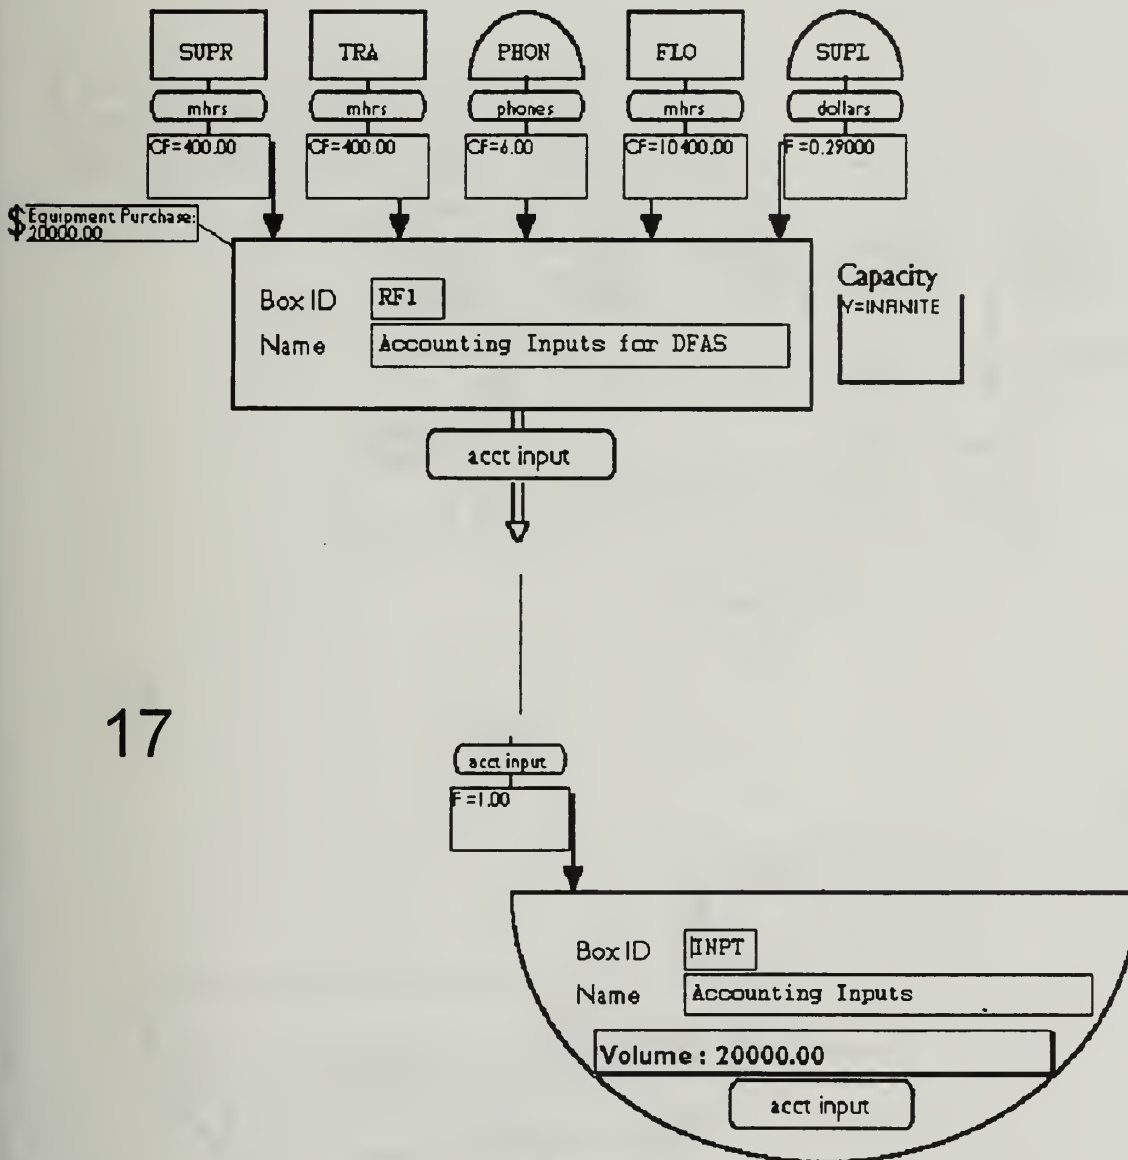 SUPR
TRA
PHON
FLO
SUPL
mhrs
mhrs
phones
mhrs
dollars
CF=400.00
CF=400.00
CF=6.00
CF=10400.00
F =0.29000
$ Equipment Purchase:
20000.00
Box ID RF1
Name Accounting Inputs for DFAS
Capacity
Y=INFINITE
acct input
17
acct input
F =1.00
Box ID INPT
Name Accounting Inputs
Volume : 20000.00
acct input